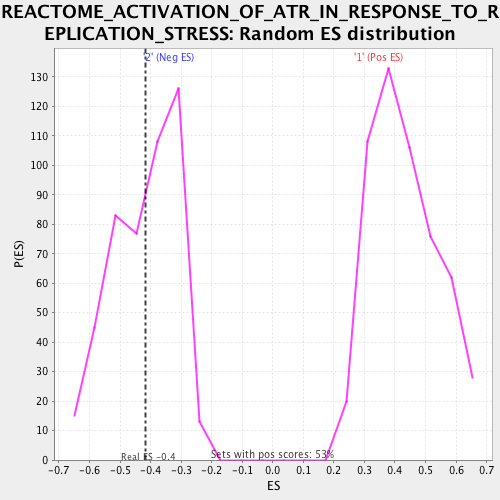 REACTOME_ACTIVATION_OF_ATR_IN_RESPONSE_TO_R
EPLICATION_STRESS: Random ES distribution
'2' (Neg ES)
'1' (Pos ES)
130
120
110
100
90
80
70
60
50
40
30
20
10
0
P(ES)
Real ES -0.4
Sets with pos scores: 53%
-0.7 -0.6 -0.5 -0.4 -0.3 -0.2 -0.1 0.0 0.1 0.2 0.3 0.4 0.5 0.6 0.7
ES